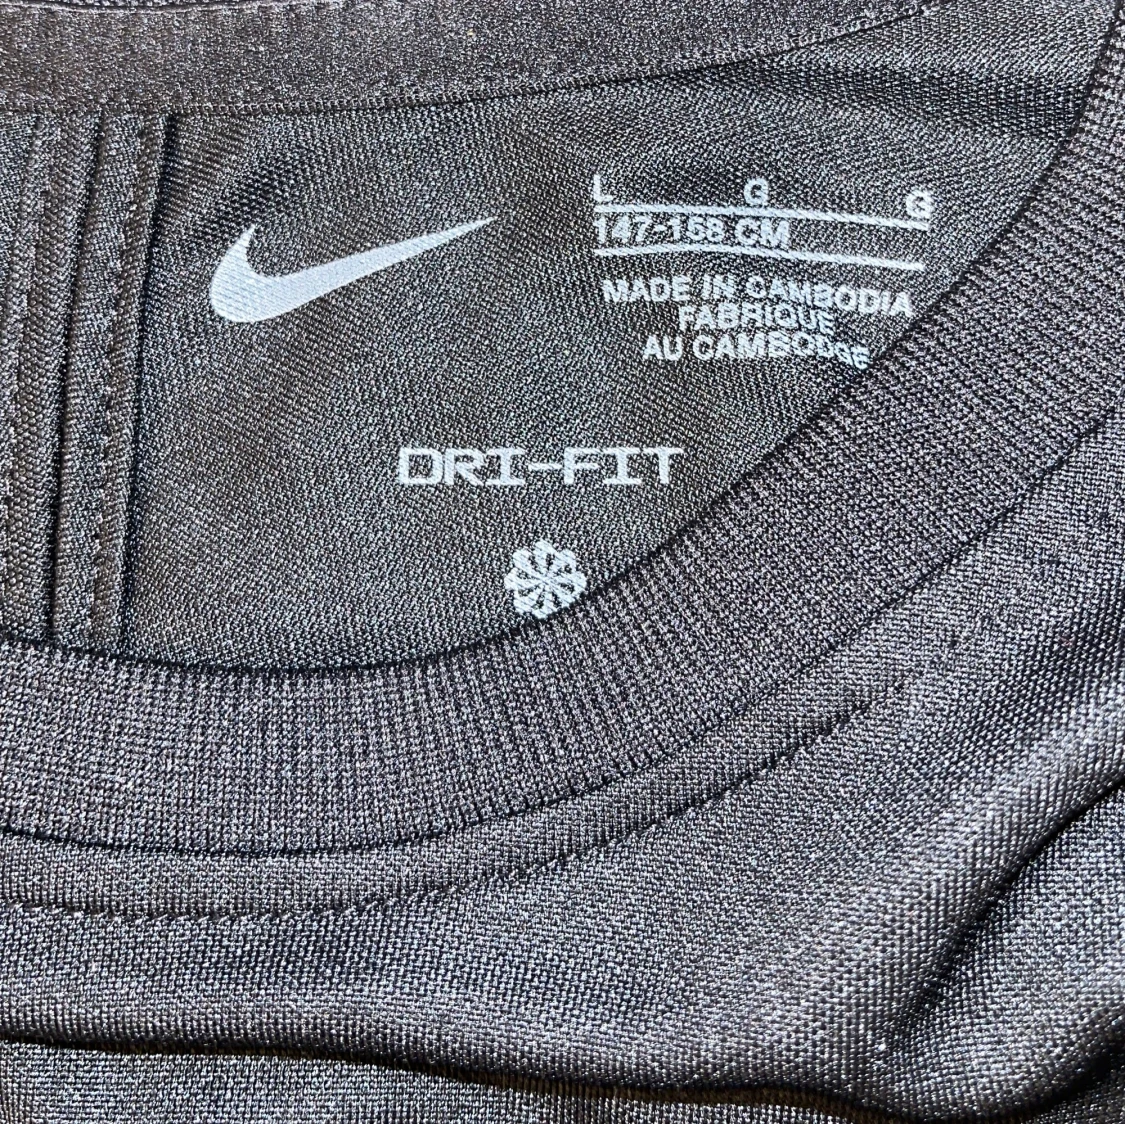 L G G
147-158 CM
MADE IN CAMBODIA
FABRIQUE
AU CAMBODGE
DRI-FIT